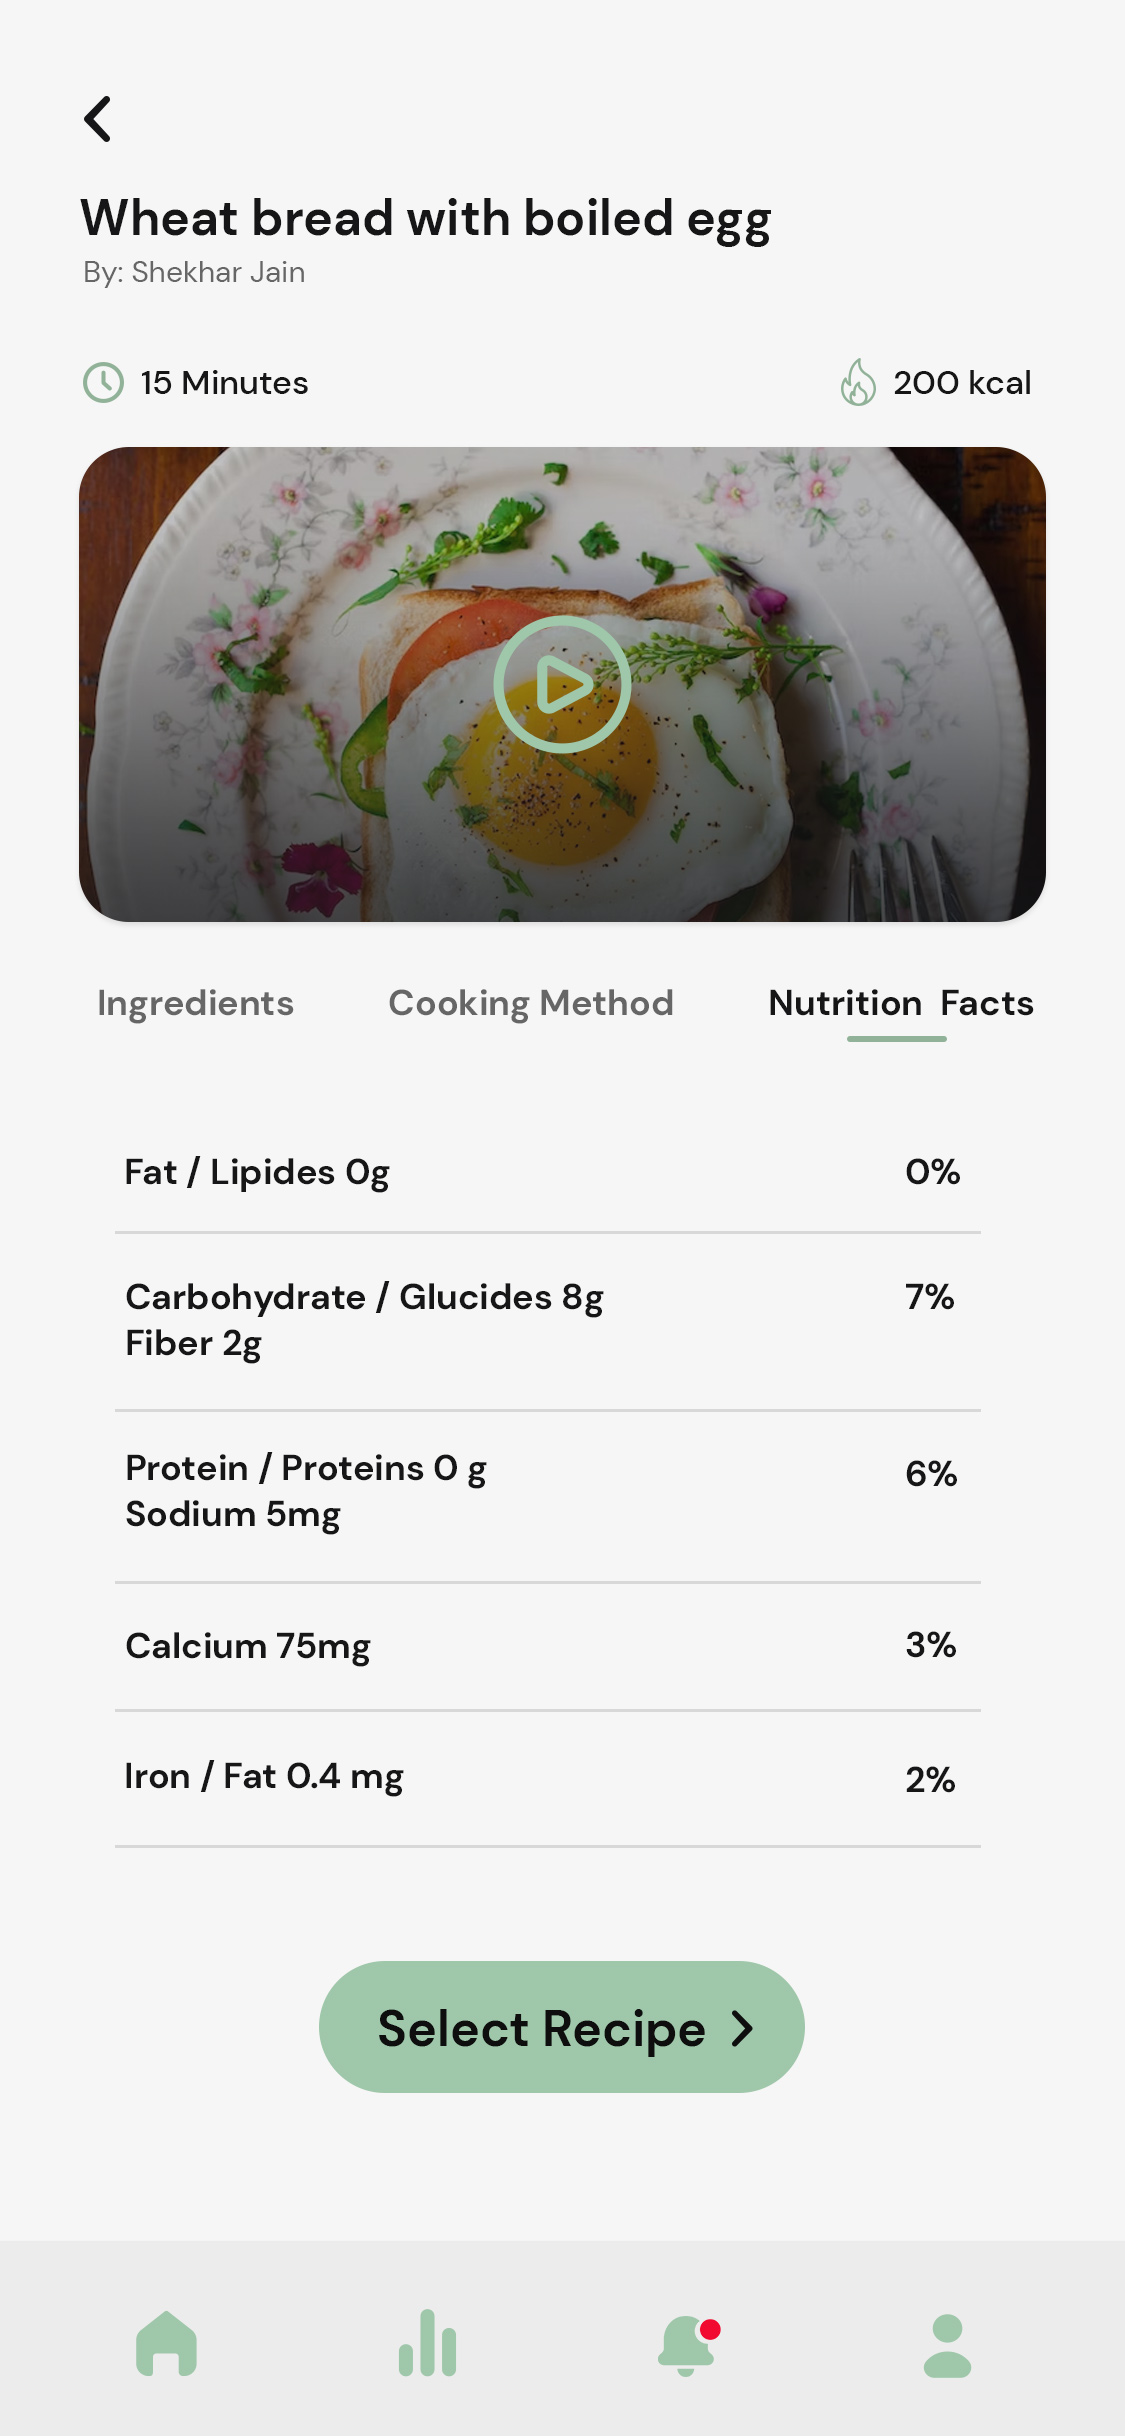 Wheat bread with boiled egg
By: Shekhar Jain
15 Minutes
200 kcal
Ingredients
Cooking Method
Nutrition  Facts
Fat / Lipides 0g
0%
Carbohydrate / Glucides 8g
7%
Fiber 2g
Protein / Proteins 0 g
6%
Sodium 5mg
Calcium 75mg
3%
Iron / Fat 0.4 mg
2%
Select Recipe